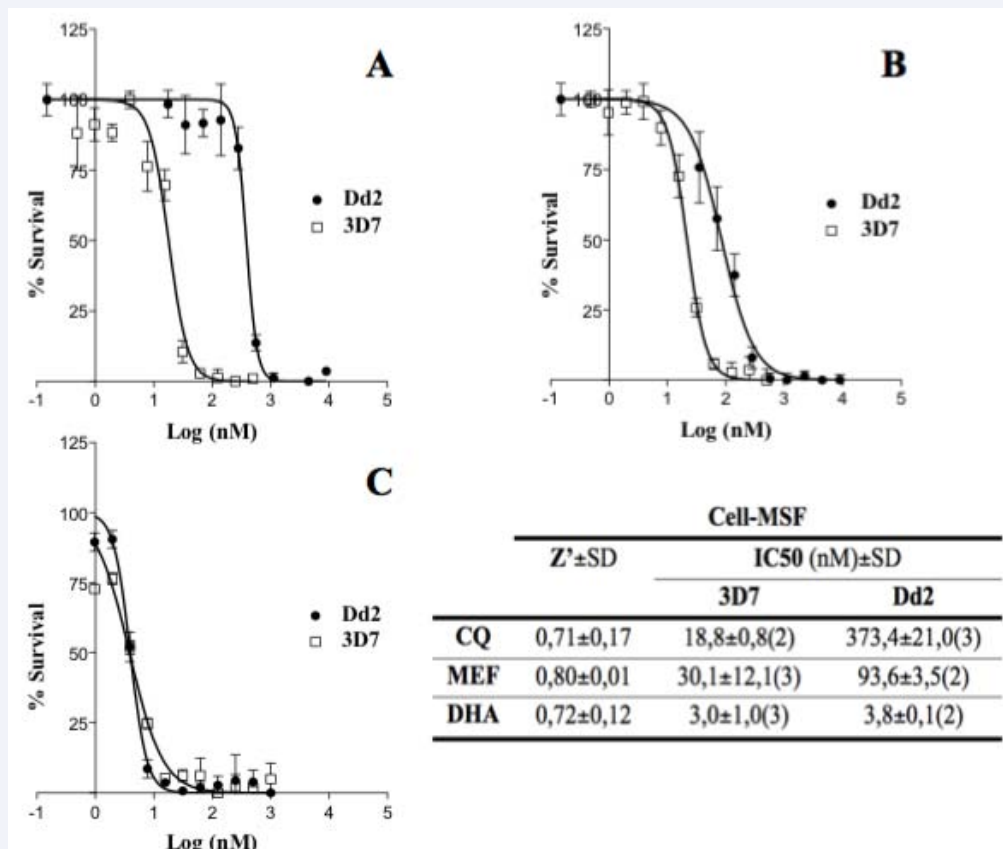 A
125
100
75
50
25
% Survival
Dd2
3D7
-1 0 1 2 3 4 5
Log (nM)
B
125
100
75
50
25
% Survival
Dd2
3D7
-1 0 1 2 3 4 5
Log (nM)
C
125
100
75
50
25
% Survival
Dd2
3D7
-1 0 1 2 3 4 5
Log (nM)
Cell-MSF
Z'±SD IC50 (nM)±SD
3D7 Dd2
CQ 0,71±0,17 18,8±0,8(2) 373,4±21,0(3)
MEF 0,80±0,01 30,1±12,1(3) 93,6±3,5(2)
DHA 0,72±0,12 3,0±1,0(3) 3,8±0,1(2)